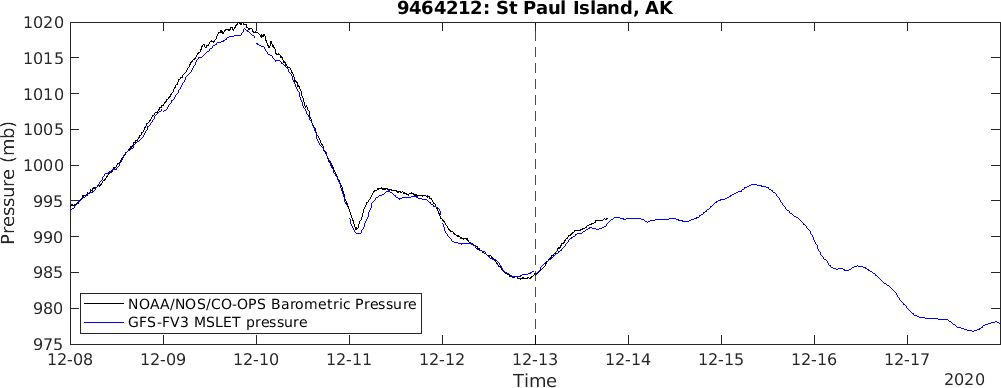 9464212: St Paul Island, AK
1020
1015
1010
1005
1000
995
990
985
980
975
Pressure (mb)
NOAA/NOS/CO-OPS Barometric Pressure
GFS-FV3 MSLET pressure
12-08 12-09 12-10 12-11 12-12 12-13 12-14 12-15 12-16 12-17
Time
2020